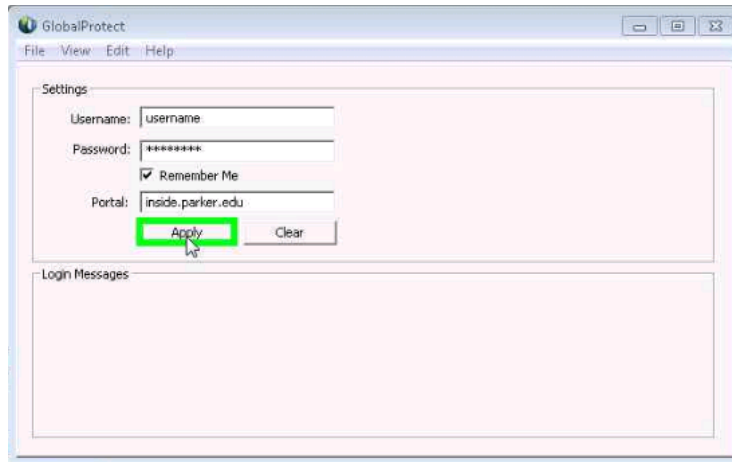 GlobalProtect
File View Edit Help
Settings
Username: username
Password: ********
Remember Me
Portal: inside.parker.edu
Apply Clear
Login Messages